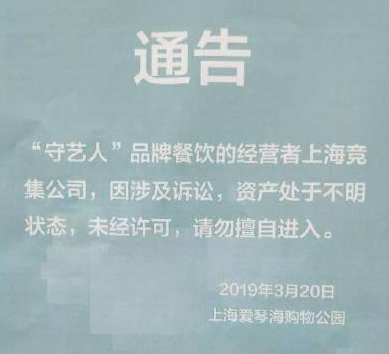 通告
“守艺人”品牌餐饮的经营者上海竞
集公司，因涉及诉讼，资产处于不明
状态，未经许可，请勿擅自进入。
2019年3月20日
上海爱琴海购物公园